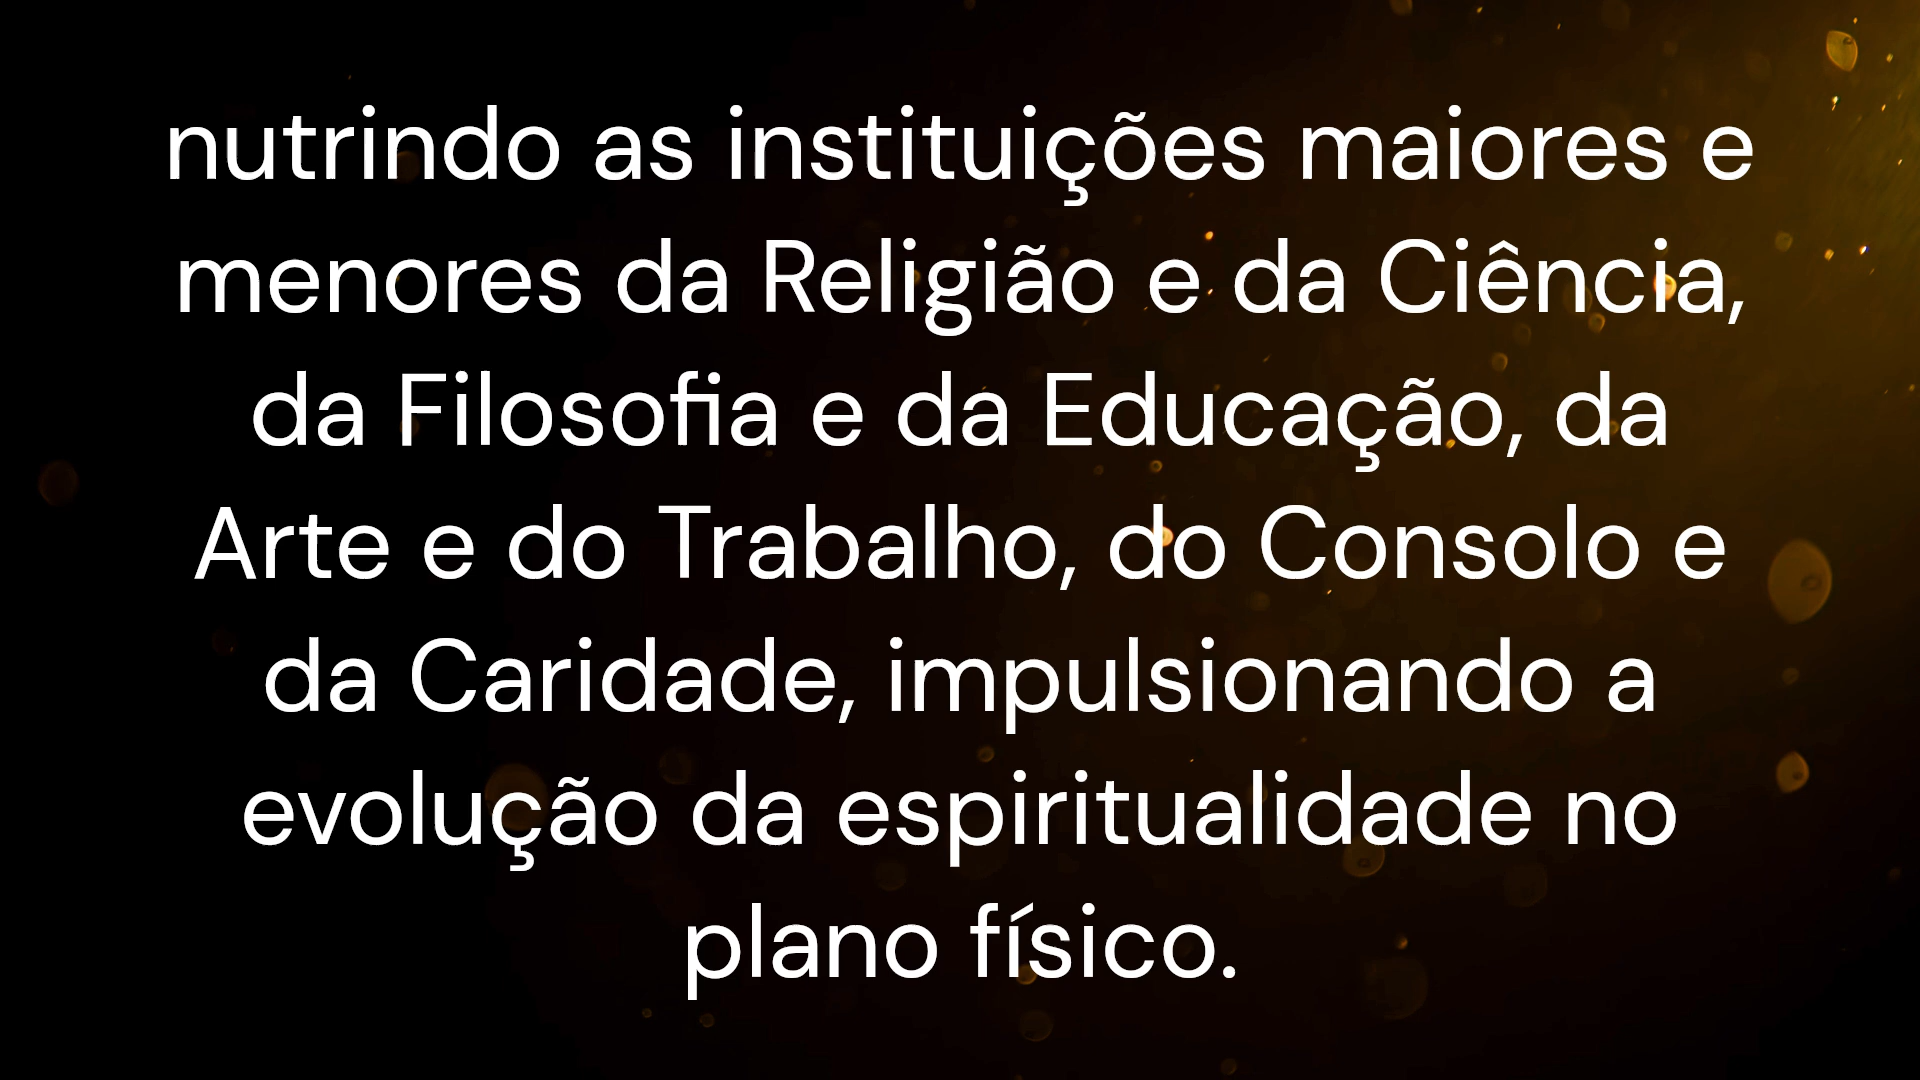 nutrindo as instituições maiores e
menores da Religião e da Ciência,
da Filosofia e da Educação, da
Arte e do Trabalho, do Consolo e
da Caridade, impulsionando a
evolução da espiritualidade no
plano físico.